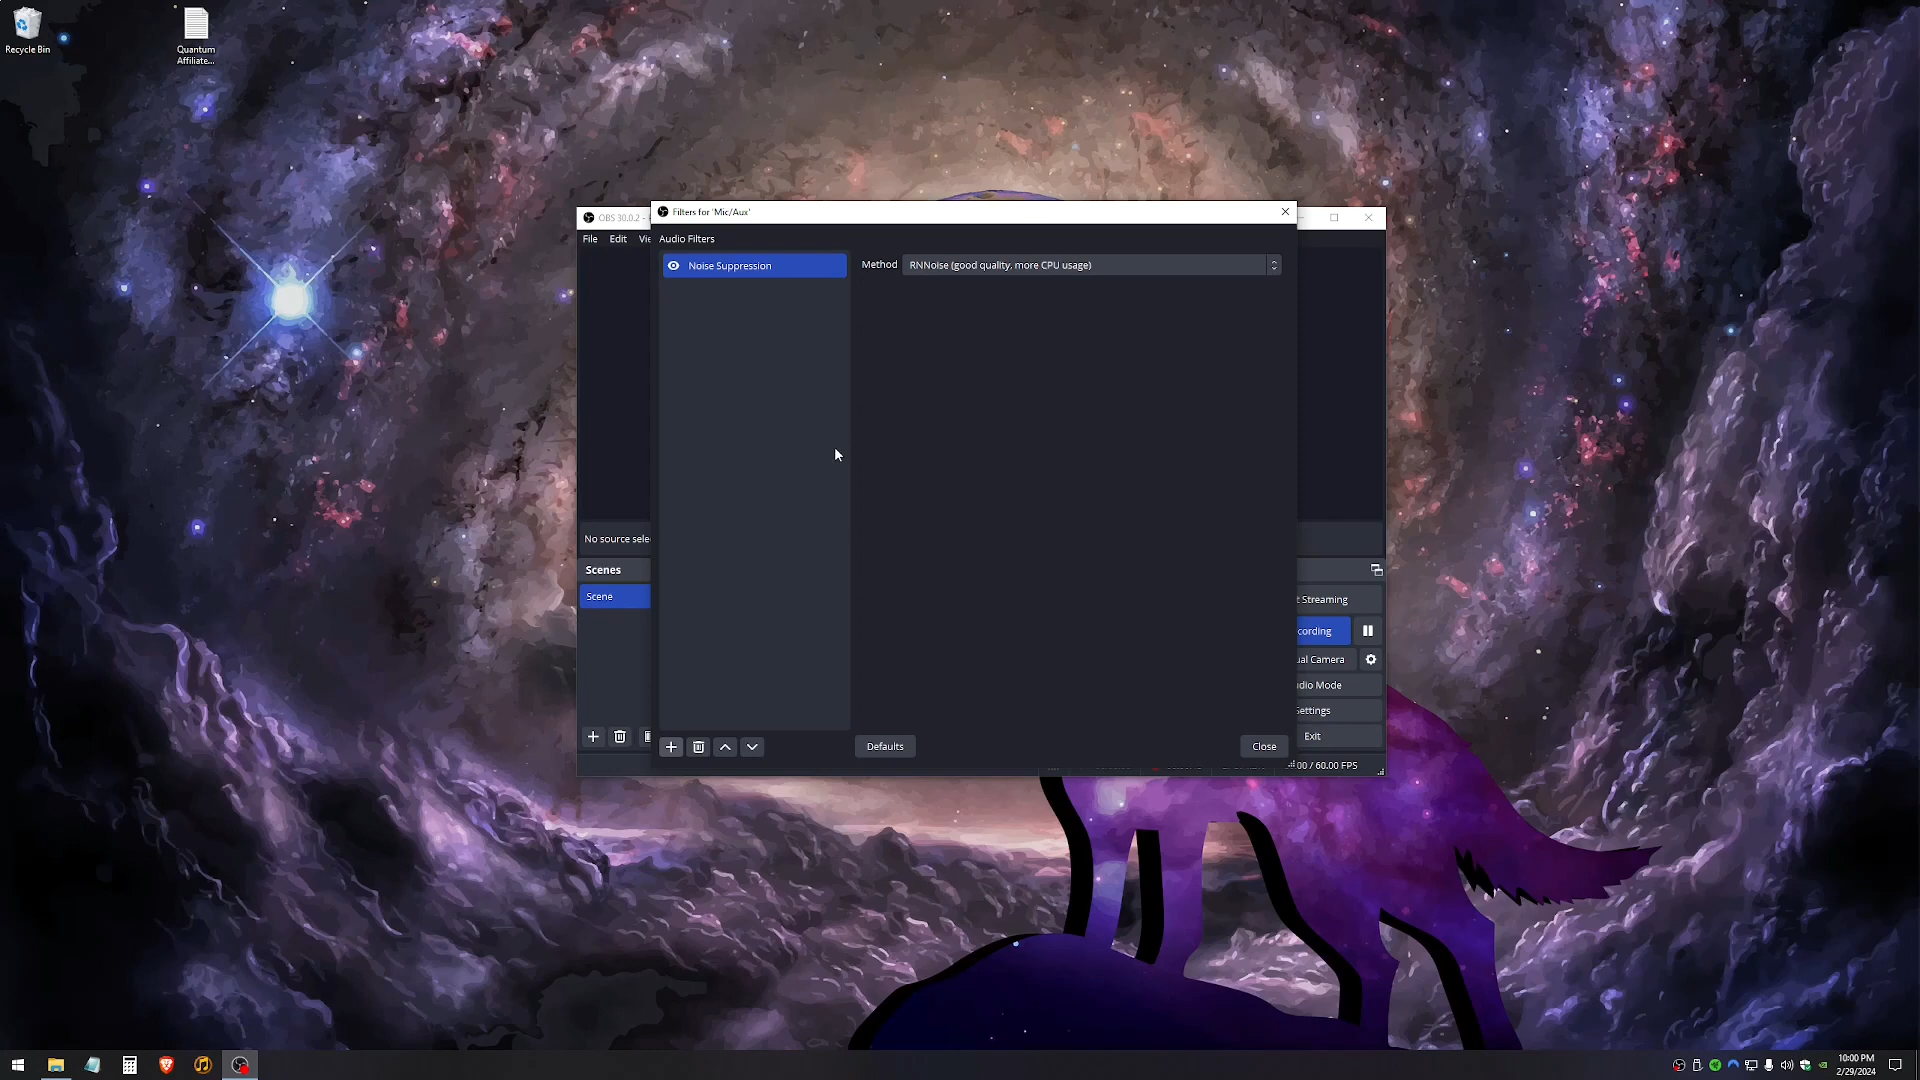 Recycle Bin
Quantum
Affiliate...
OBS 30.0.2 -
Filters for 'Mic/Aux'
File Edit
Audio Filters
Noise Suppression
Method RNNoise (good quality, more CPU usage)
No source sele
Scenes
Scene
t Streaming
cording
ual Camera
dio Mode
Settings
Exit
Defaults
Close
00 / 60.00 FPS
10:00 PM
2/29/2024